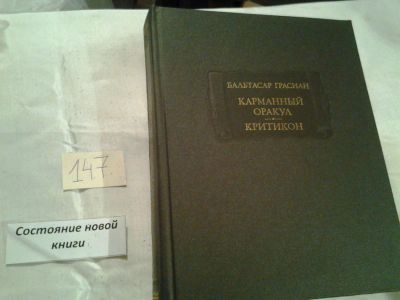 БАЛЬТАСАР ГРАСИАН
КАРМАННЫЙ
ОРАКУЛ
КРИТИКОН
147.
Состояние новой
книги